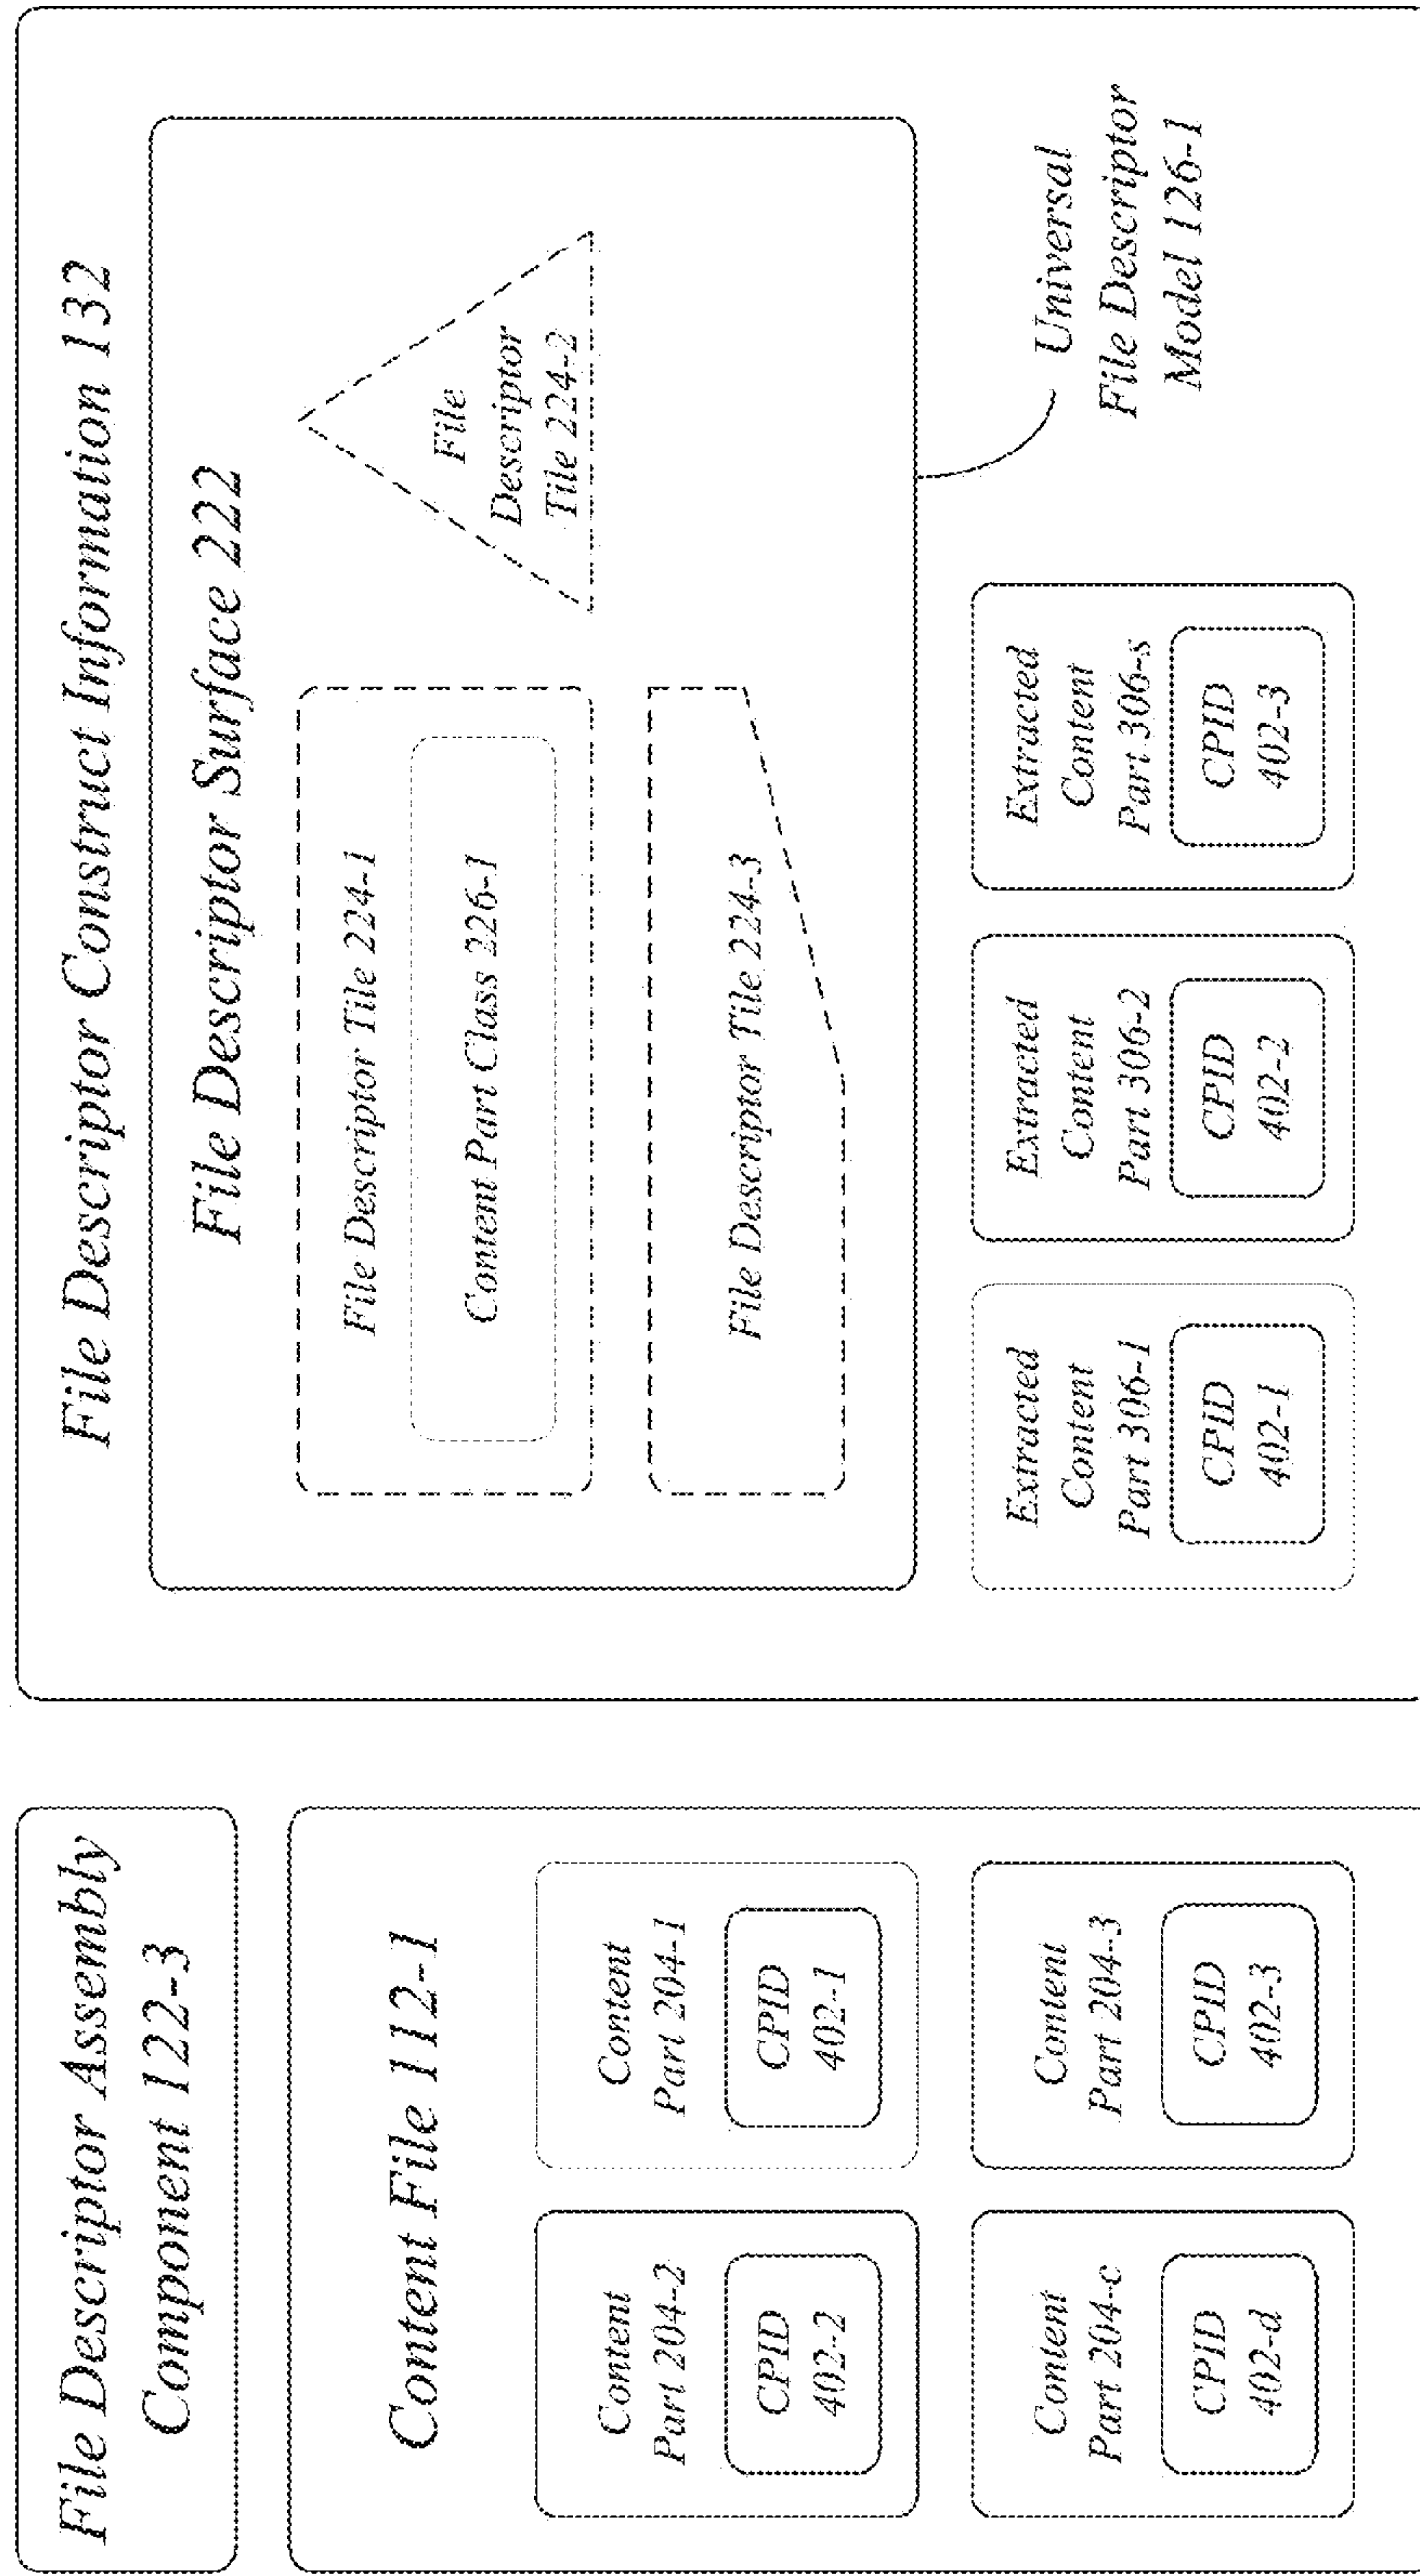 File Descriptor Assembly
Component 122-3
Content File 112-1
Content
Part 204-2
CPID
402-2
Content
Part 204-1
CPID
402-1
Content
Part 204-c
CPID
402-d
Content
Part 204-3
CPID
402-3
File Descriptor Construct Information 132
File Descriptor Surface 222
File Descriptor Tile 224-1
Content Part Class 226-1
File
Descriptor
Tile 224-2
File Descriptor Tile 224-3
Extracted
Content
Part 306-1
CPID
402-1
Extracted
Content
Part 306-2
CPID
402-2
Extracted
Content
Part 306-s
CPID
402-3
Universal
File Descriptor
Model 126-1